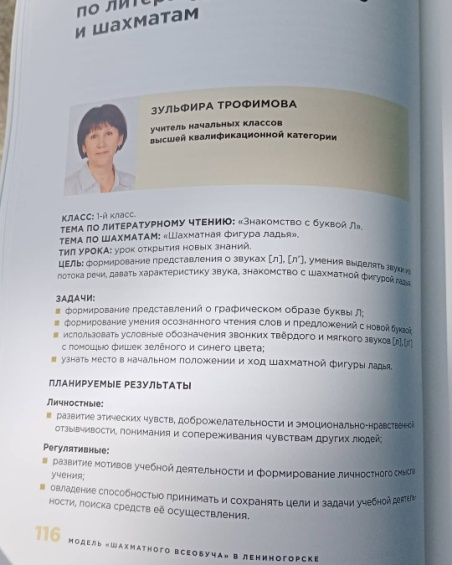 по
и шахматам
ЗУЛЬФИРА ТРОФИМОВА
учитель начальных классов
высшей квалификационной категории
КЛАСС: 1-й класс.
ТЕМА ПО ЛИТЕРАТУРНОМУ ЧТЕНИЮ: «Знакомство с буквой Л».
ТЕМА ПО ШАХМАТАМ: «Шахматная фигура ладья».
ТИП УРОКА: урок открытия новых знаний.
ЦЕЛЬ: формирование представления о звуках [л], [л'], умения выделять звуки из
потока речи, давать характеристику звука, знакомство с шахматной фигурой ладья.
ЗАДАЧИ:
■ формирование представлений о графическом образе буквы Л;
■ формирование умения осознанного чтения слов и предложений с новой буквой;
■ использовать условные обозначения звонких твёрдого и мягкого звуков [л], [л']
с помощью фишек зелёного и синего цвета;
■ узнать место в начальном положении и ход шахматной фигуры ладья.
ПЛАНИРУЕМЫЕ РЕЗУЛЬТАТЫ
Личностные:
■ развитие этических чувств, доброжелательности и эмоционально-нравственной
отзывчивости, понимания и сопереживания чувствам других людей;
Регулятивные:
■ развитие мотивов учебной деятельности и формирование личностного смысла
учения;
■ овладение способностью принимать и сохранять цели и задачи учебной деятель-
ности, поиска средств её осуществления.
116 МОДЕЛЬ «ШАХМАТНОГО ВСЕОБУЧА» В ЛЕНИНОГОРСКЕ